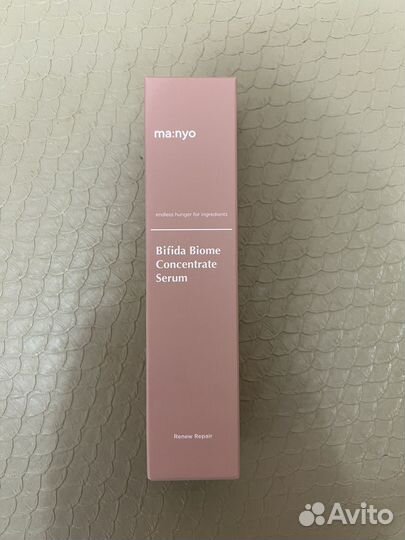 ma:nyo
endless hunger for ingredients
Bifida Biome
Concentrate
Serum
Renew Repair
Avito